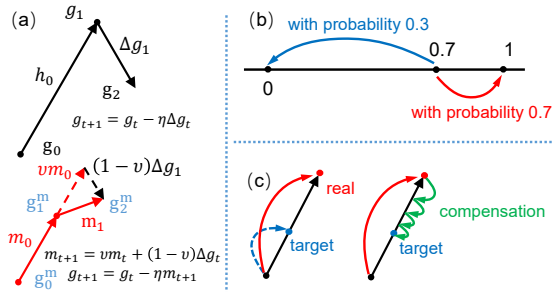 (a)
g₁
h₀
Δg₁
g₂
gₜ₊₁ = gₜ − ηΔgₜ
g₀
υm₀
(1 − υ)Δg₁
g₁ᵐ
g₂ᵐ
m₁
m₀
mₜ₊₁ = υmₜ + (1 − υ)Δgₜ
gₜ₊₁ = gₜ − ηmₜ₊₁
g₀ᵐ
(b)
with probability 0.3
0.7
1
0
with probability 0.7
(c)
real
target
compensation
target